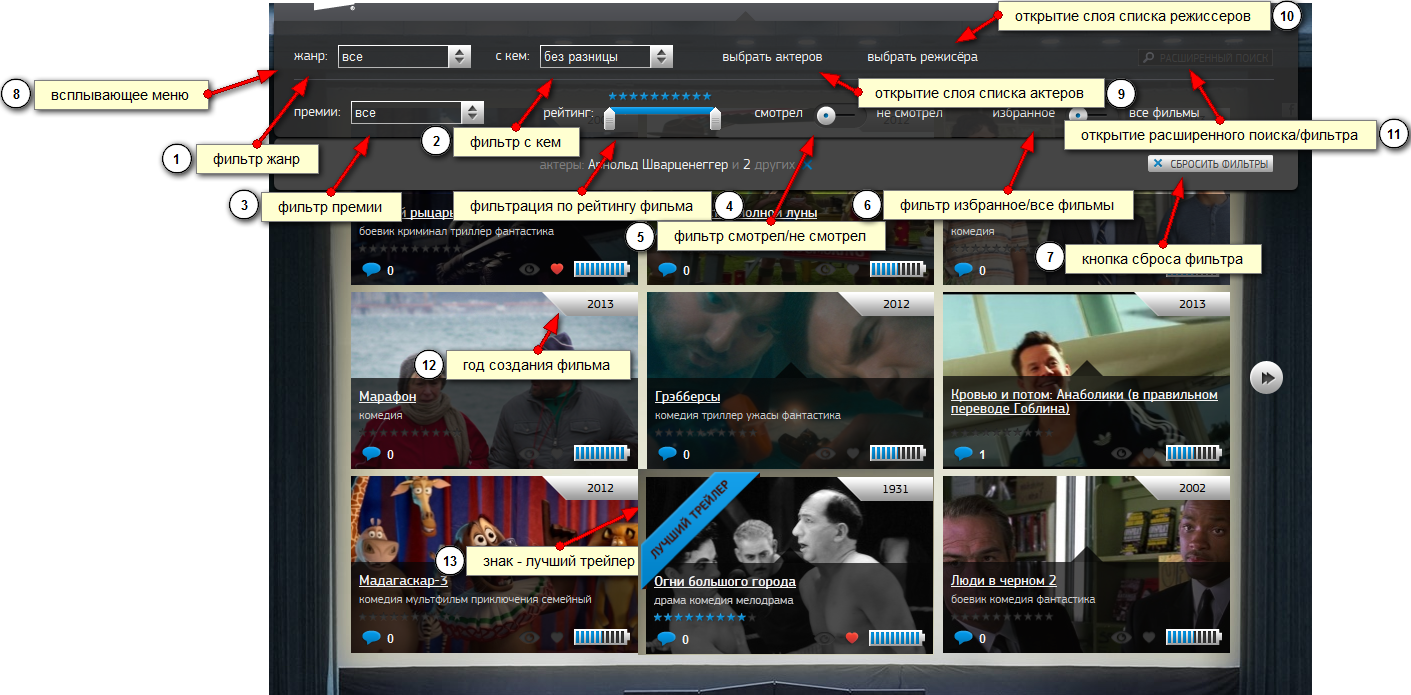 открытие слоя списка режиссеров 10
жанр: все
с кем: без разницы
выбрать актеров
выбрать режисёра
РАСШИРЕННЫЙ ПОИСК
8 всплывающее меню
открытие слоя списка актеров 9
премии: все
рейтинг:
смотрел
не смотрел
избранное
все фильмы
2 фильтр с кем
открытие расширенного поиска/фильтра 11
1 фильтр жанр
актеры: Арнольд Шварценеггер и 2 других
СБРОСИТЬ ФИЛЬТРЫ
3 фильтр премии
фильтрация по рейтингу фильма 4
6 фильтр избранное/все фильмы
рыцарь
полной луны
5 фильтр смотрел/не смотрел
боевик криминал триллер фантастика
комедия
7 кнопка сброса фильтра
0
0
0
2013
2012
2013
12 год создания фильма
Марафон
комедия
0
Грэбберсы
комедия триллер ужасы фантастика
0
Кровью и потом: Анаболики (в правильном
переводе Гоблина)
1
2012
ЛУЧШИЙ ТРЕЙЛЕР
1931
2002
13 знак - лучший трейлер
Мадагаскар-3
комедия мультфильм приключения семейный
0
Огни большого города
драма комедия мелодрама
0
Люди в черном 2
боевик комедия фантастика
0